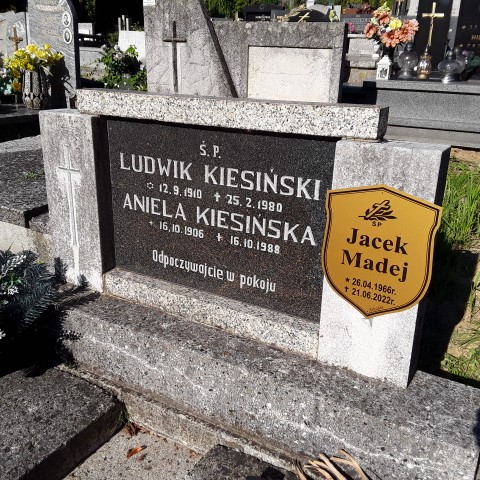 Ś.P.
LUDWIK KIESIŃSKI
☆ 12.9.1910 ✝ 25.2.1980
ANIELA KIESIŃSKA
+ 16.10.1906 ✝ 16.10.1988
Odpoczywajcie w pokoju
Ś.P.
Jacek
Madej
★ 26.04.1966r.
✝ 21.06.2022r.